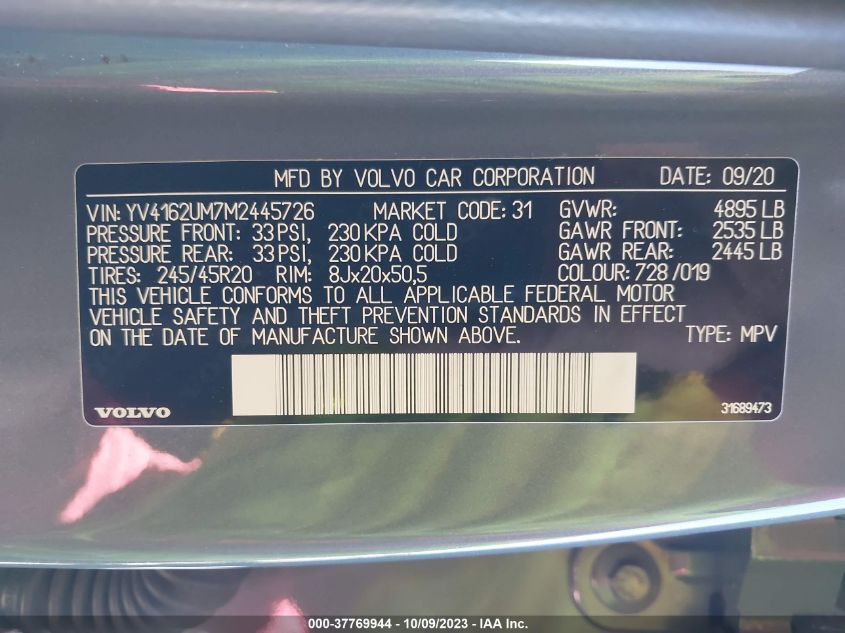 MFD BY VOLVO CAR CORPORATION DATE: 09/20
VIN: YV4162UM7M2445726 MARKET CODE: 31 GVWR: 4895 LB
PRESSURE FRONT: 33 PSI, 230 KPA COLD GAWR FRONT: 2535 LB
PRESSURE REAR: 33 PSI, 230 KPA COLD GAWR REAR: 2445 LB
TIRES: 245/45R20 RIM: 8Jx20x50,5 COLOUR: 728 /019
THIS VEHICLE CONFORMS TO ALL APPLICABLE FEDERAL MOTOR
VEHICLE SAFETY AND THEFT PREVENTION STANDARDS IN EFFECT
ON THE DATE OF MANUFACTURE SHOWN ABOVE. TYPE: MPV
VOLVO 31689473
000-37769944 - 10/09/2023 - IAA Inc.